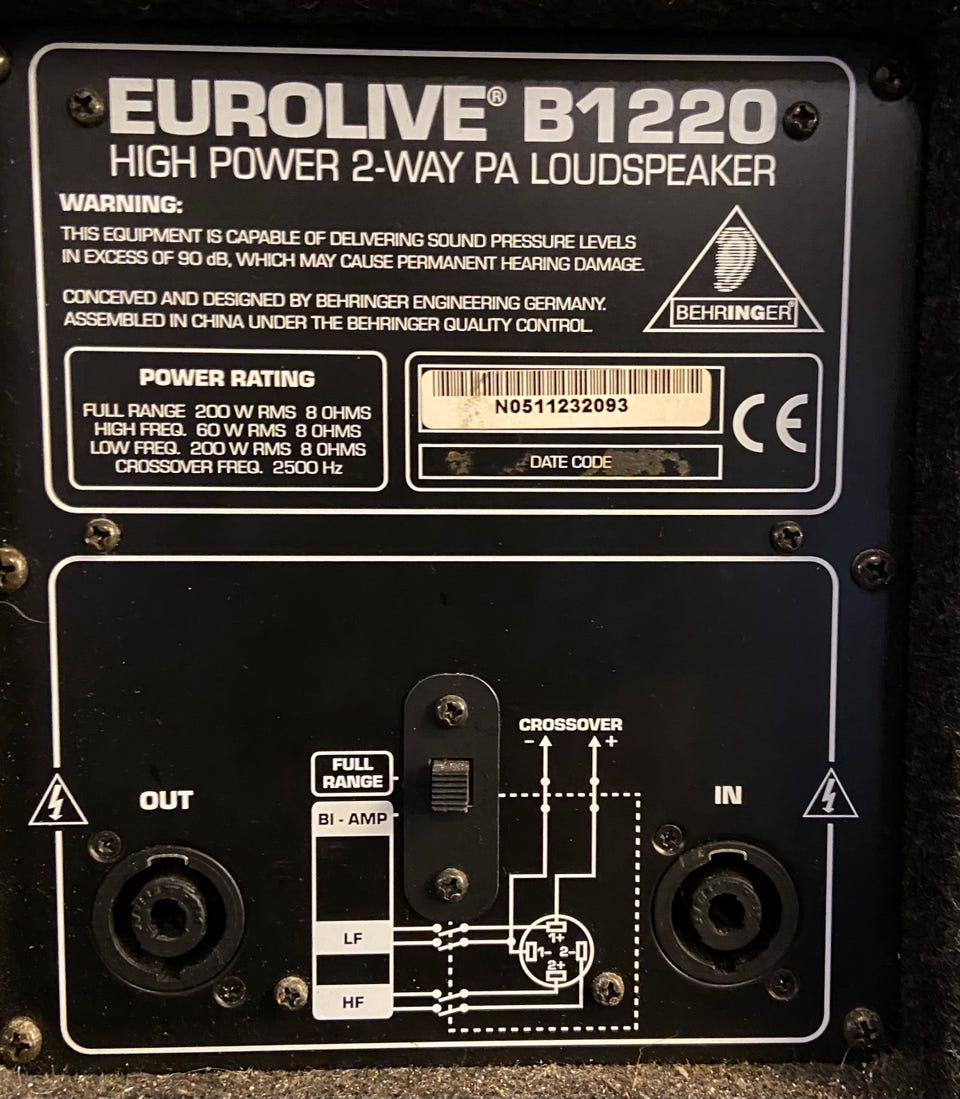 EUROLIVE® B1220
HIGH POWER 2-WAY PA LOUDSPEAKER
WARNING:
THIS EQUIPMENT IS CAPABLE OF DELIVERING SOUND PRESSURE LEVELS
IN EXCESS OF 90 dB, WHICH MAY CAUSE PERMANENT HEARING DAMAGE.
CONCEIVED AND DESIGNED BY BEHRINGER ENGINEERING GERMANY.
ASSEMBLED IN CHINA UNDER THE BEHRINGER QUALITY CONTROL.
BEHRINGER®
POWER RATING
FULL RANGE 200 W RMS 8 OHMS
HIGH FREQ. 60 W RMS 8 OHMS
LOW FREQ. 200 W RMS 8 OHMS
CROSSOVER FREQ. 2500 Hz
N0511232093
DATE CODE
CE
CROSSOVER
- +
FULL
RANGE
BI - AMP
OUT
IN
LF
HF
1+
1- 2-
2+